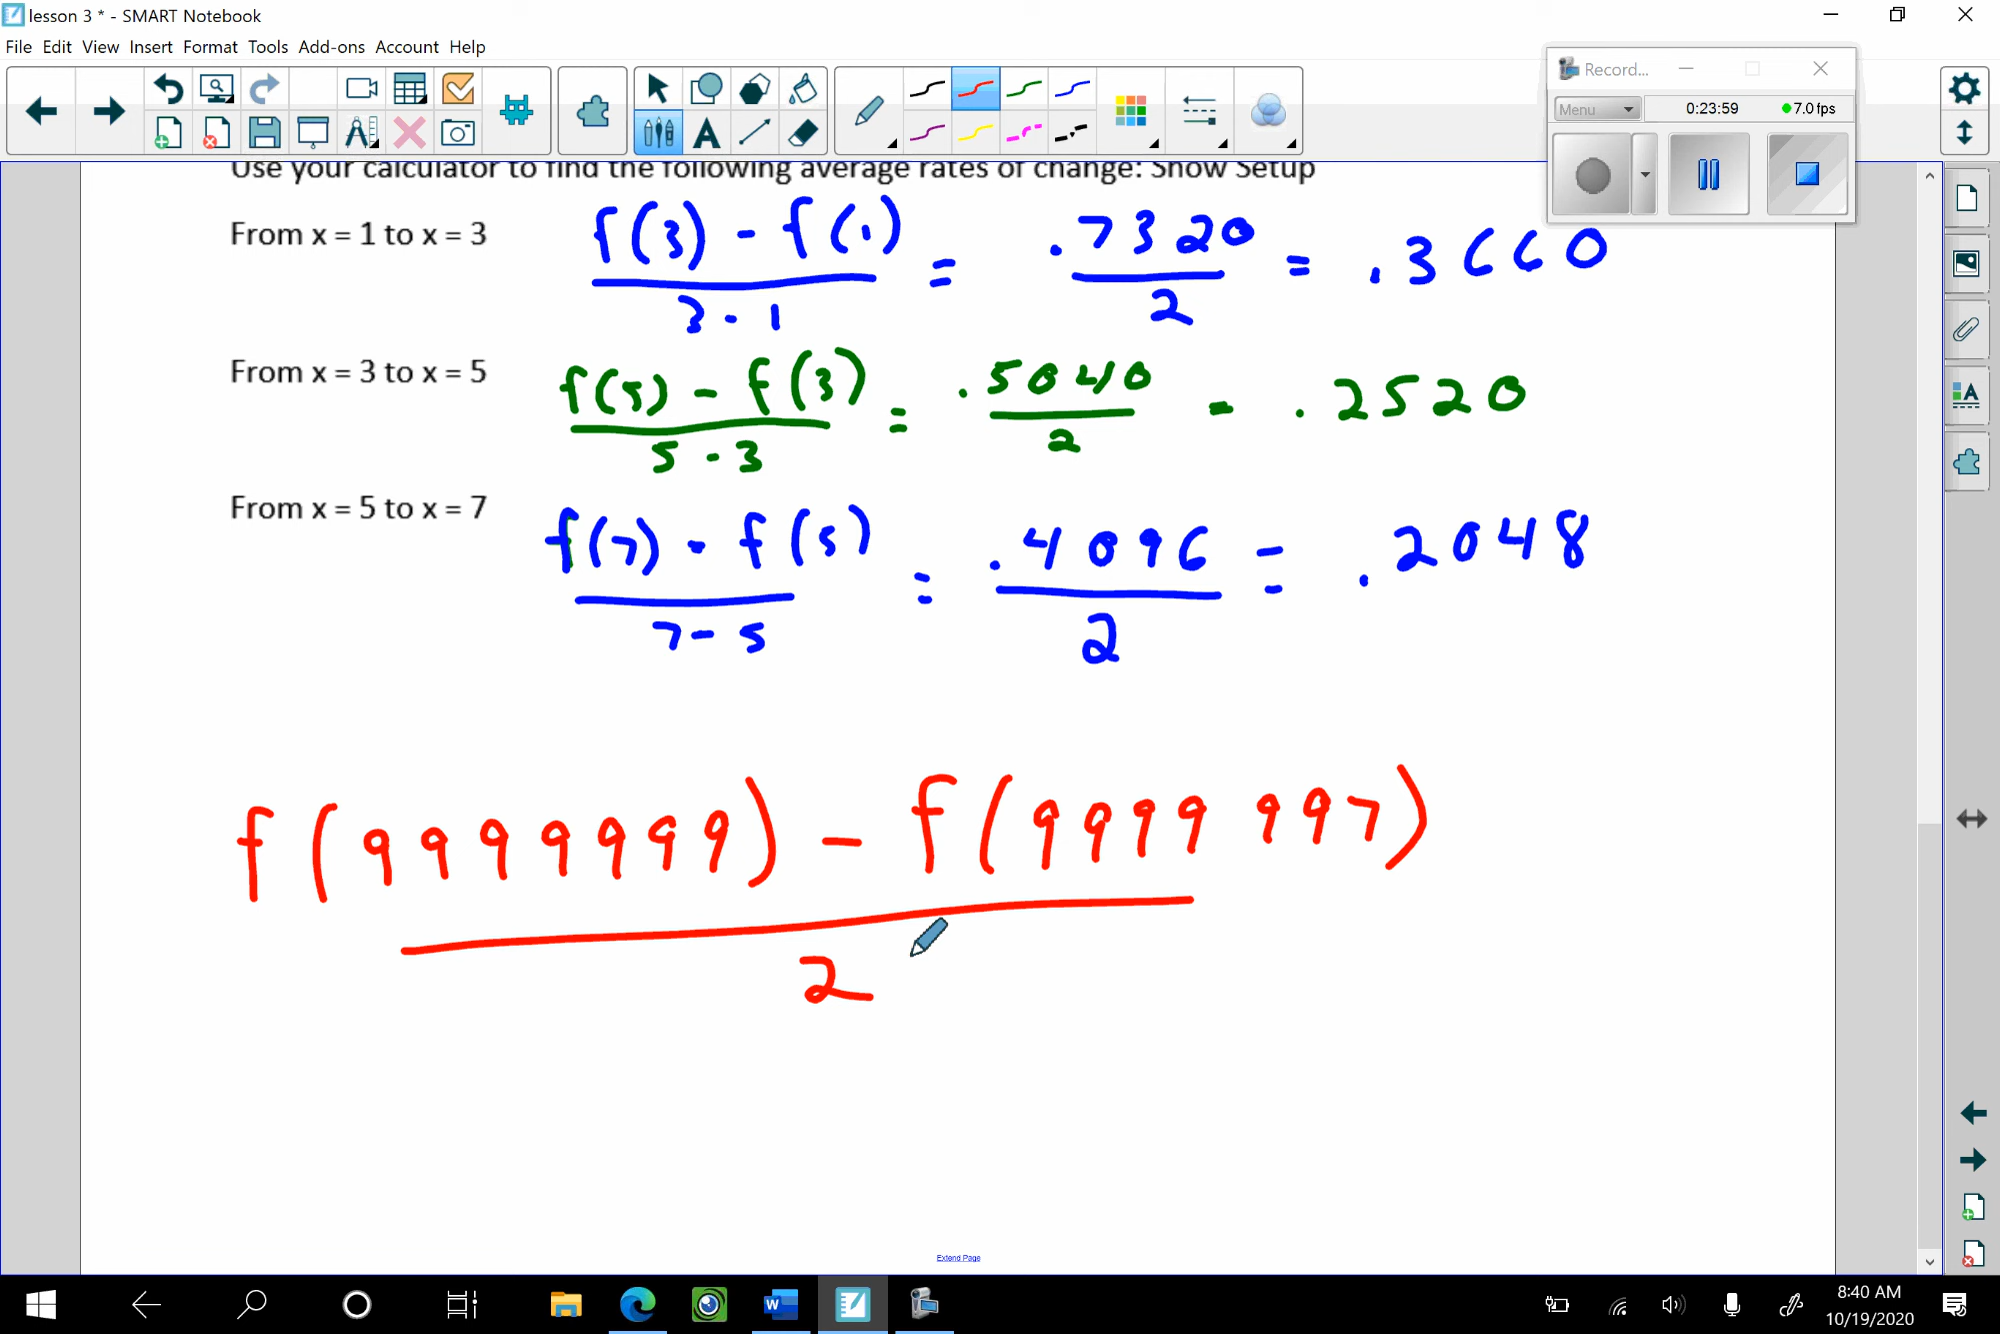 lesson 3 * - SMART Notebook
File Edit View Insert Format Tools Add-ons Account Help
Record...
Menu 0:23:59 7.0 fps
Use your calculator to find the following average rates of change: Show Setup
From x = 1 to x = 3
f(3) - f(1)
3 - 1
=
.7320
2
= .3660
From x = 3 to x = 5
f(5) - f(3)
5 - 3
=
.5040
2
= .2520
From x = 5 to x = 7
f(7) - f(5)
7 - 5
=
.4096
2
= .2048
f(9999999) - f(9999997)
2
Extend Page
8:40 AM
10/19/2020